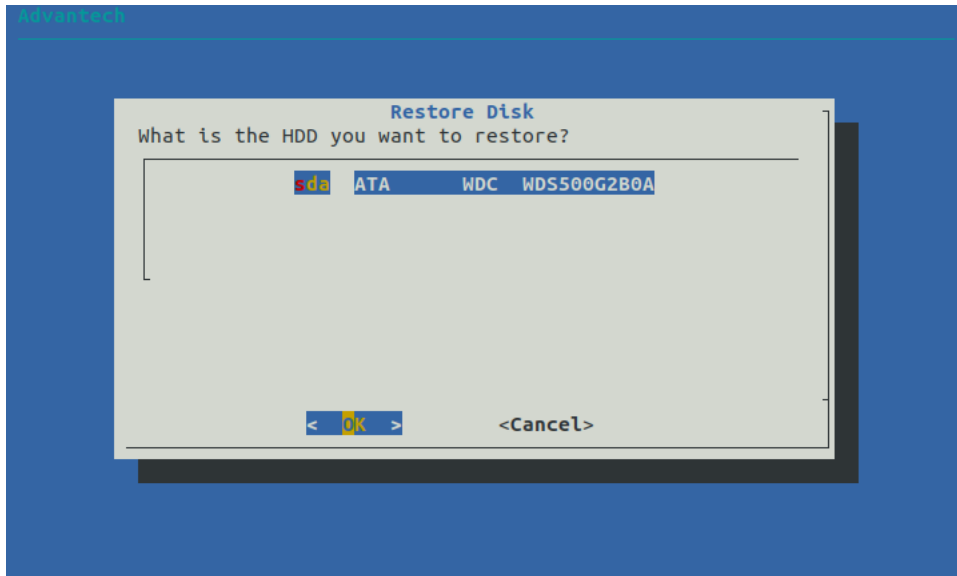 Advantech
Restore Disk
What is the HDD you want to restore?
sda ATA WDC WDS500G2B0A
< OK > <Cancel>